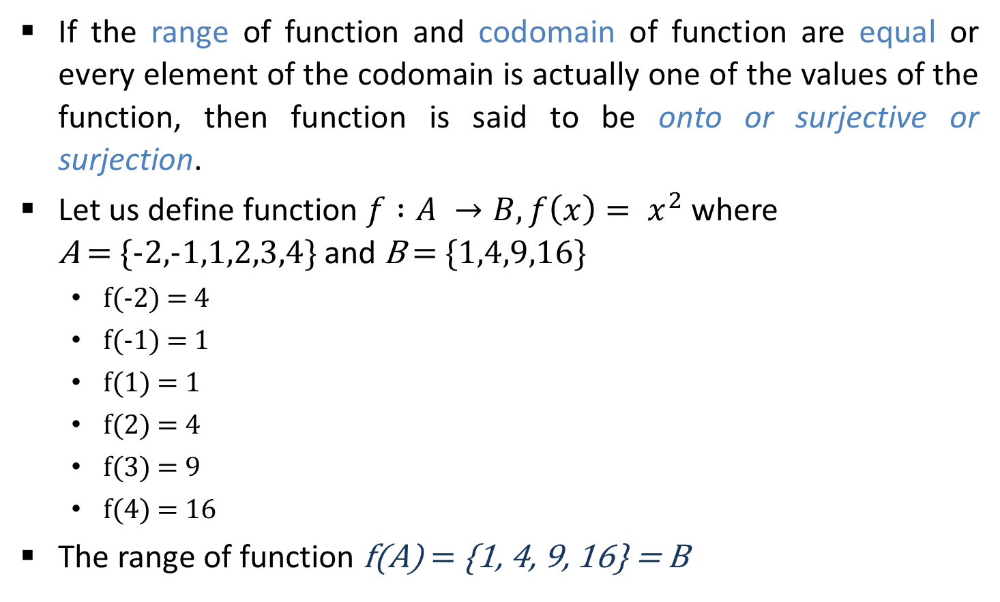 ▪ If the range of function and codomain of function are equal or
every element of the codomain is actually one of the values of the
function, then function is said to be onto or surjective or
surjection.
▪ Let us define function f : A → B, f(x) = x² where
A = {-2,-1,1,2,3,4} and B = {1,4,9,16}
• f(-2) = 4
• f(-1) = 1
• f(1) = 1
• f(2) = 4
• f(3) = 9
• f(4) = 16
▪ The range of function f(A) = {1, 4, 9, 16} = B